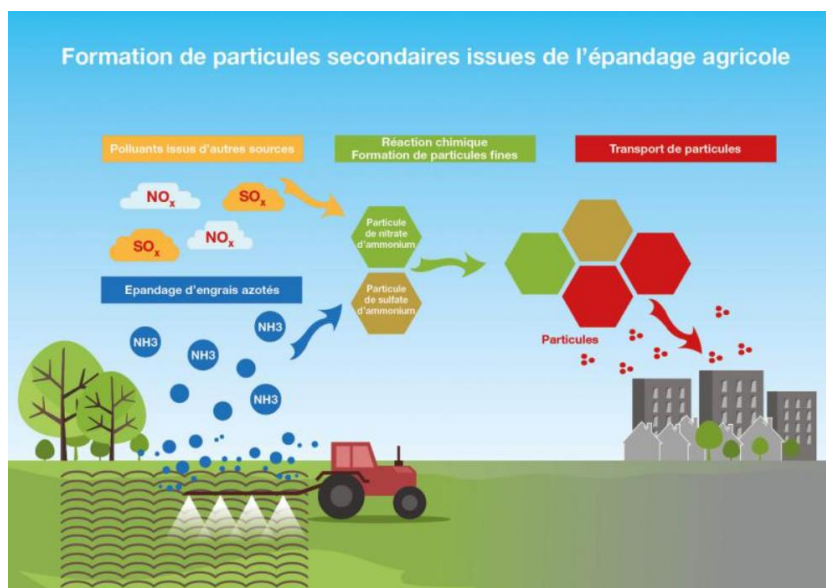 Formation de particules secondaires issues de l'épandage agricole
Polluants issus d'autres sources
Réaction chimique
Formation de particules fines
Transport de particules
NOx
SOx
SOx
NOx
Particule
de nitrate
d'ammonium
Epandage d'engrais azotés
Particule
de sulfate
d'ammonium
NH3
NH3
NH3
Particules